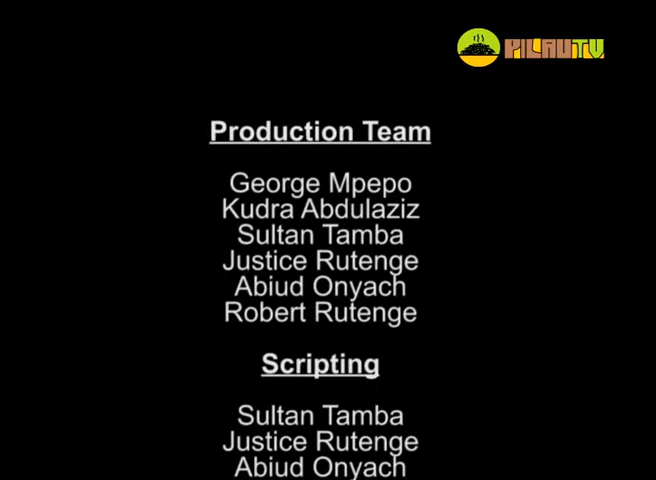 PILAUTV
Production Team
George Mpepo
Kudra Abdulaziz
Sultan Tamba
Justice Rutenge
Abiud Onyach
Robert Rutenge
Scripting
Sultan Tamba
Justice Rutenge
Abiud Onyach